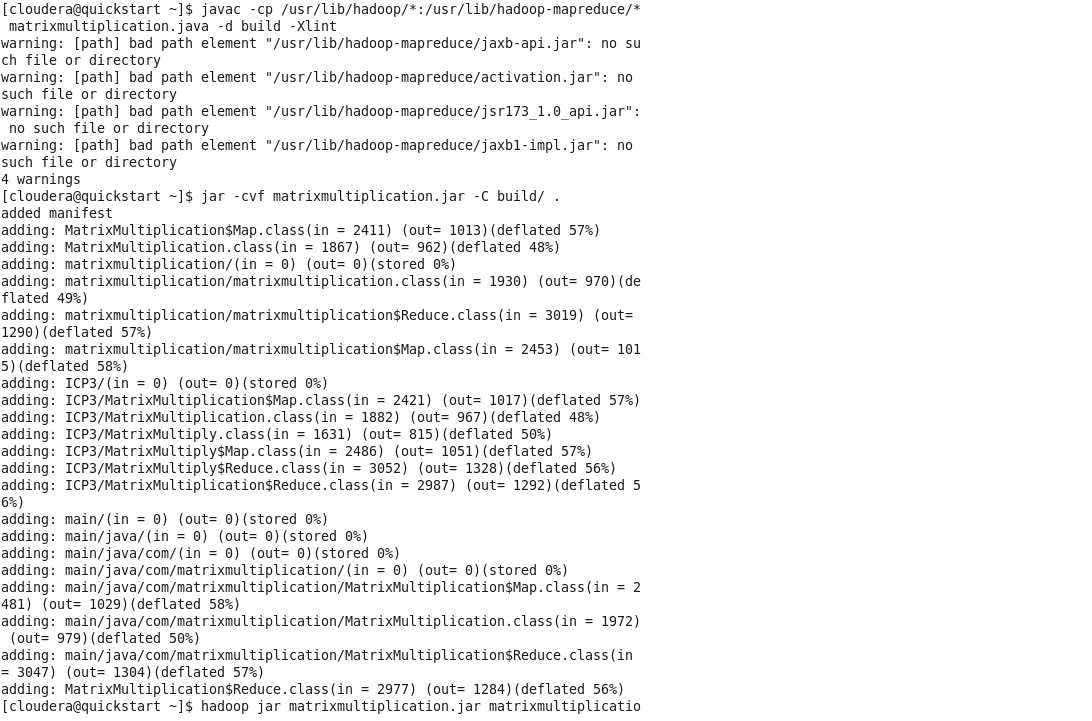 [cloudera@quickstart ~]$ javac -cp /usr/lib/hadoop/*:/usr/lib/hadoop-mapreduce/*
 matrixmultiplication.java -d build -Xlint
warning: [path] bad path element "/usr/lib/hadoop-mapreduce/jaxb-api.jar": no su
ch file or directory
warning: [path] bad path element "/usr/lib/hadoop-mapreduce/activation.jar": no
such file or directory
warning: [path] bad path element "/usr/lib/hadoop-mapreduce/jsr173_1.0_api.jar":
 no such file or directory
warning: [path] bad path element "/usr/lib/hadoop-mapreduce/jaxb1-impl.jar": no
such file or directory
4 warnings
[cloudera@quickstart ~]$ jar -cvf matrixmultiplication.jar -C build/ .
added manifest
adding: MatrixMultiplication$Map.class(in = 2411) (out= 1013)(deflated 57%)
adding: MatrixMultiplication.class(in = 1867) (out= 962)(deflated 48%)
adding: matrixmultiplication/(in = 0) (out= 0)(stored 0%)
adding: matrixmultiplication/matrixmultiplication.class(in = 1930) (out= 970)(de
flated 49%)
adding: matrixmultiplication/matrixmultiplication$Reduce.class(in = 3019) (out=
1290)(deflated 57%)
adding: matrixmultiplication/matrixmultiplication$Map.class(in = 2453) (out= 101
5)(deflated 58%)
adding: ICP3/(in = 0) (out= 0)(stored 0%)
adding: ICP3/MatrixMultiplication$Map.class(in = 2421) (out= 1017)(deflated 57%)
adding: ICP3/MatrixMultiplication.class(in = 1882) (out= 967)(deflated 48%)
adding: ICP3/MatrixMultiply.class(in = 1631) (out= 815)(deflated 50%)
adding: ICP3/MatrixMultiply$Map.class(in = 2486) (out= 1051)(deflated 57%)
adding: ICP3/MatrixMultiply$Reduce.class(in = 3052) (out= 1328)(deflated 56%)
adding: ICP3/MatrixMultiplication$Reduce.class(in = 2987) (out= 1292)(deflated 5
6%)
adding: main/(in = 0) (out= 0)(stored 0%)
adding: main/java/(in = 0) (out= 0)(stored 0%)
adding: main/java/com/(in = 0) (out= 0)(stored 0%)
adding: main/java/com/matrixmultiplication/(in = 0) (out= 0)(stored 0%)
adding: main/java/com/matrixmultiplication/MatrixMultiplication$Map.class(in = 2
481) (out= 1029)(deflated 58%)
adding: main/java/com/matrixmultiplication/MatrixMultiplication.class(in = 1972)
 (out= 979)(deflated 50%)
adding: main/java/com/matrixmultiplication/MatrixMultiplication$Reduce.class(in
= 3047) (out= 1304)(deflated 57%)
adding: MatrixMultiplication$Reduce.class(in = 2977) (out= 1284)(deflated 56%)
[cloudera@quickstart ~]$ hadoop jar matrixmultiplication.jar matrixmultiplicatio